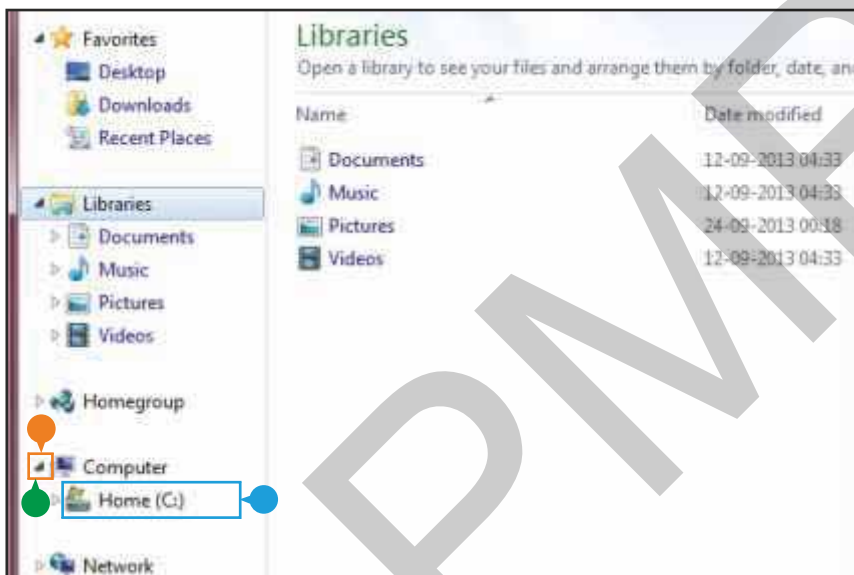 Favorites
Desktop
Downloads
Recent Places
Libraries
Documents
Music
Pictures
Videos
Homegroup
Computer
Home (C:)
Network
Libraries
Open a library to see your files and arrange them by folder, date, an
Name Date modified
Documents 12-09-2013 04:33
Music 12-09-2013 04:33
Pictures 24-09-2013 00:18
Videos 12-09-2013 04:33
PMP